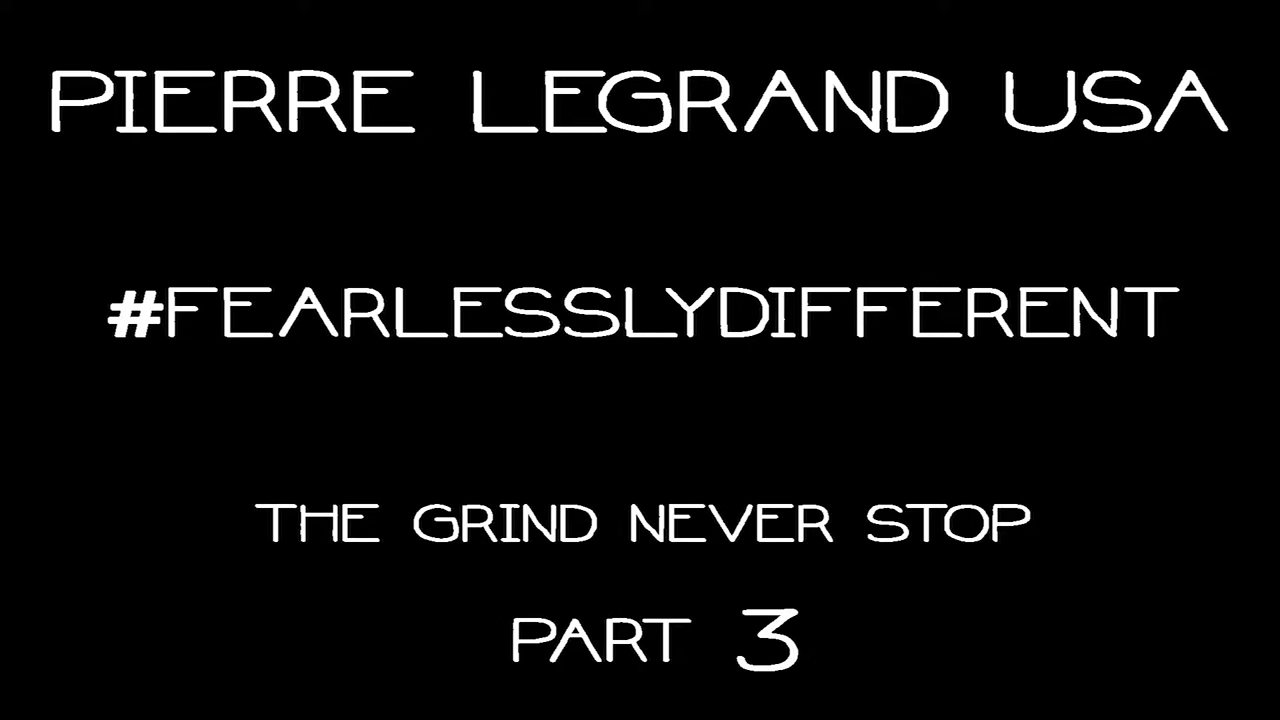 PIERRE LEGRAND USA
#FEARLESSLYDIFFERENT
THE GRIND NEVER STOP
PART 3